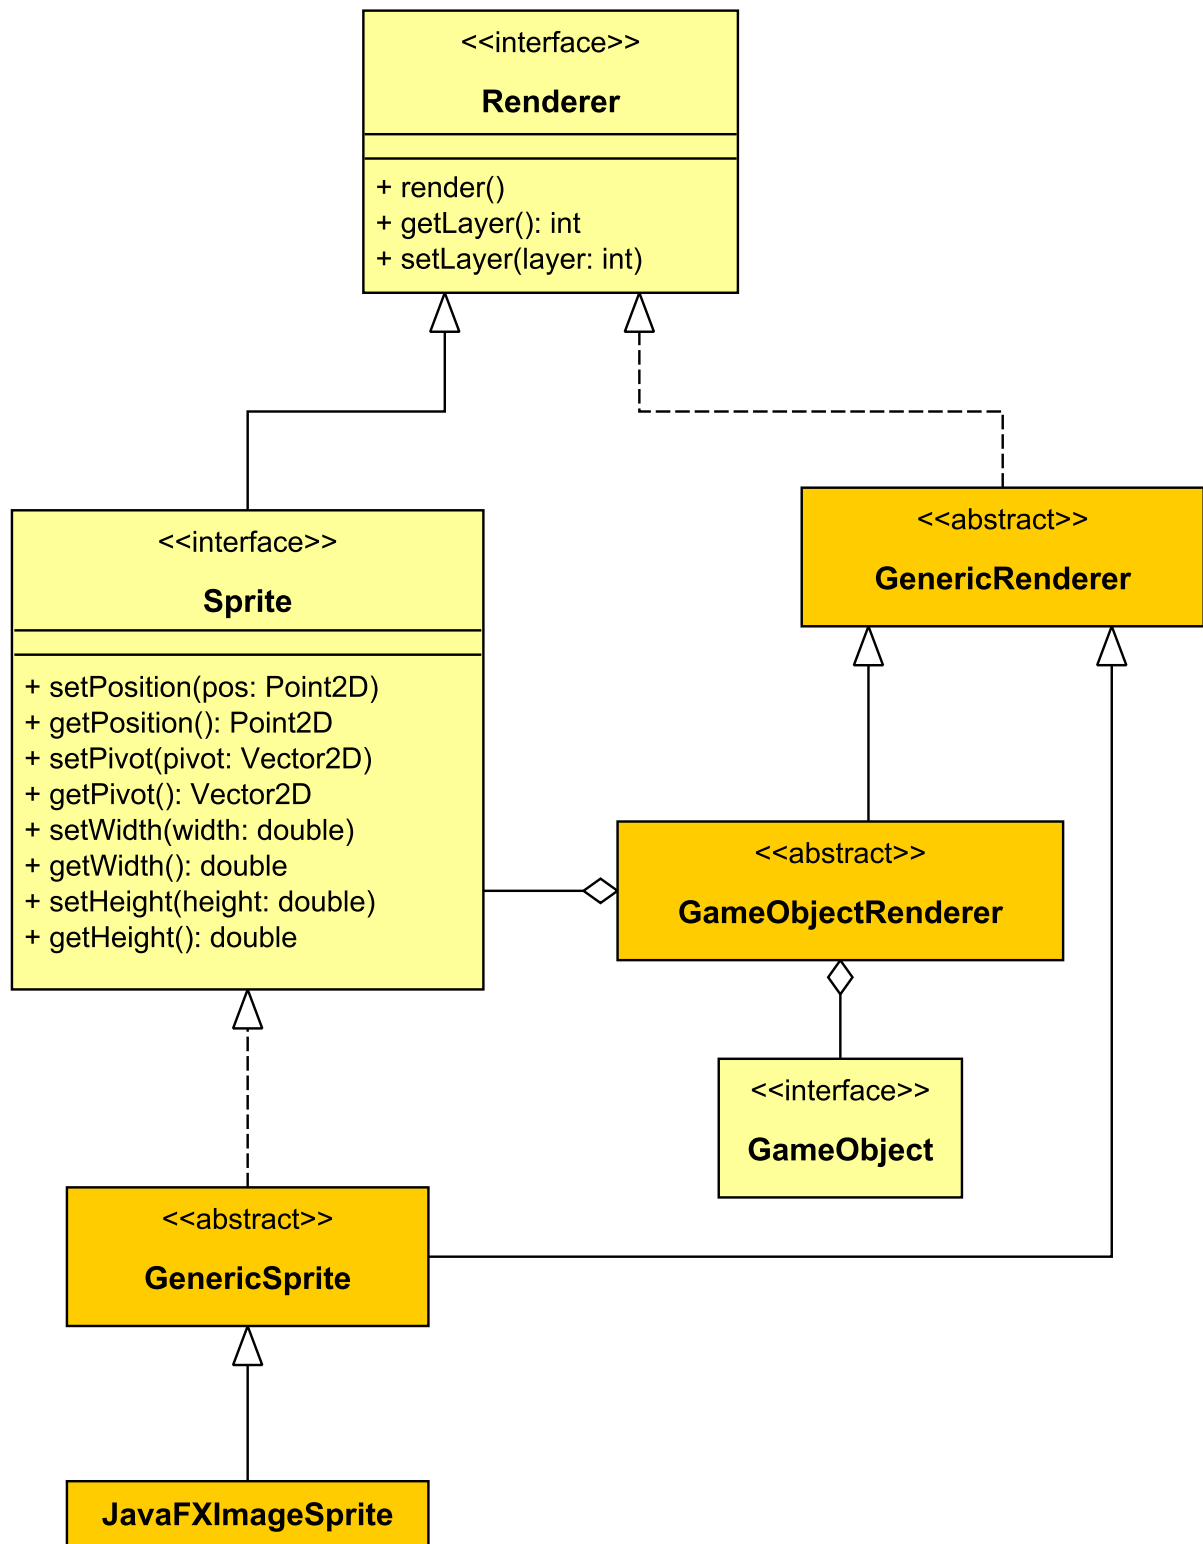 <<interface>>
Renderer
+ render()
+ getLayer(): int
+ setLayer(layer: int)
<<interface>>
Sprite
+ setPosition(pos: Point2D)
+ getPosition(): Point2D
+ setPivot(pivot: Vector2D)
+ getPivot(): Vector2D
+ setWidth(width: double)
+ getWidth(): double
+ setHeight(height: double)
+ getHeight(): double
<<abstract>>
GenericRenderer
<<abstract>>
GameObjectRenderer
<<interface>>
GameObject
<<abstract>>
GenericSprite
JavaFXImageSprite